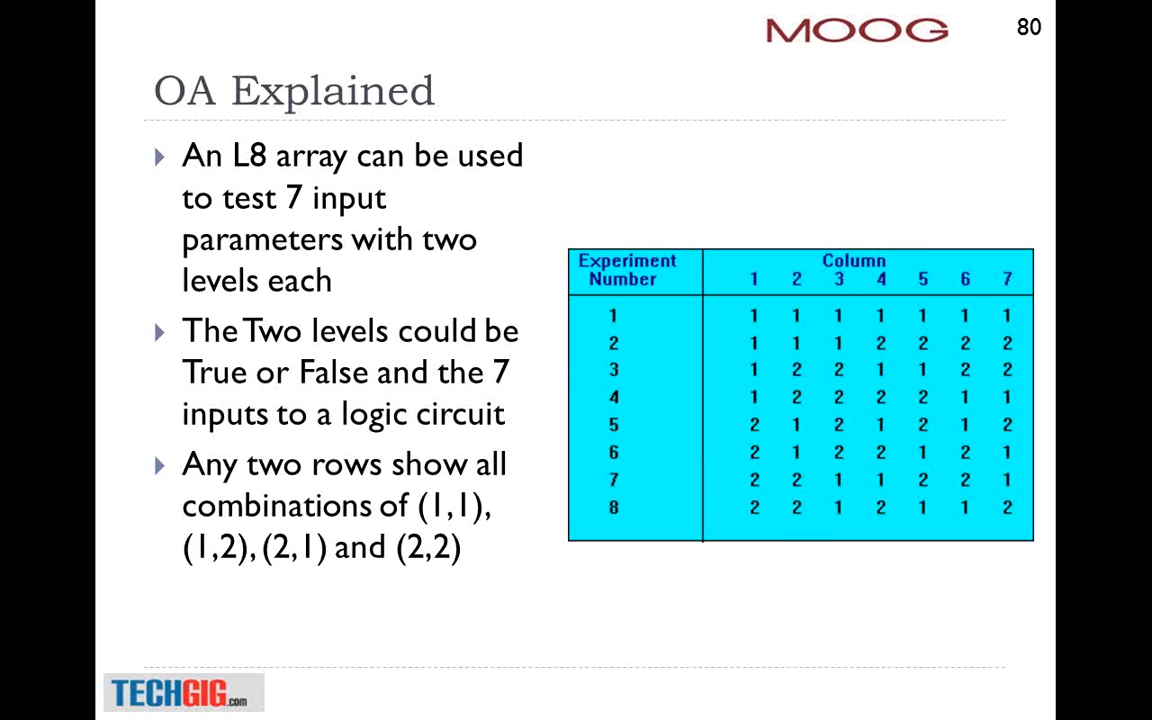 MOOG
80
OA Explained
An L8 array can be used
to test 7 input
parameters with two
levels each
The Two levels could be
True or False and the 7
inputs to a logic circuit
Any two rows show all
combinations of (1,1),
(1,2), (2,1) and (2,2)
Experiment Column
Number 1 2 3 4 5 6 7
1 1 1 1 1 1 1 1
2 1 1 1 2 2 2 2
3 1 2 2 1 1 2 2
4 1 2 2 2 2 1 1
5 2 1 2 1 2 1 2
6 2 1 2 2 1 2 1
7 2 2 1 1 2 2 1
8 2 2 1 2 1 1 2
TECHGIG.com